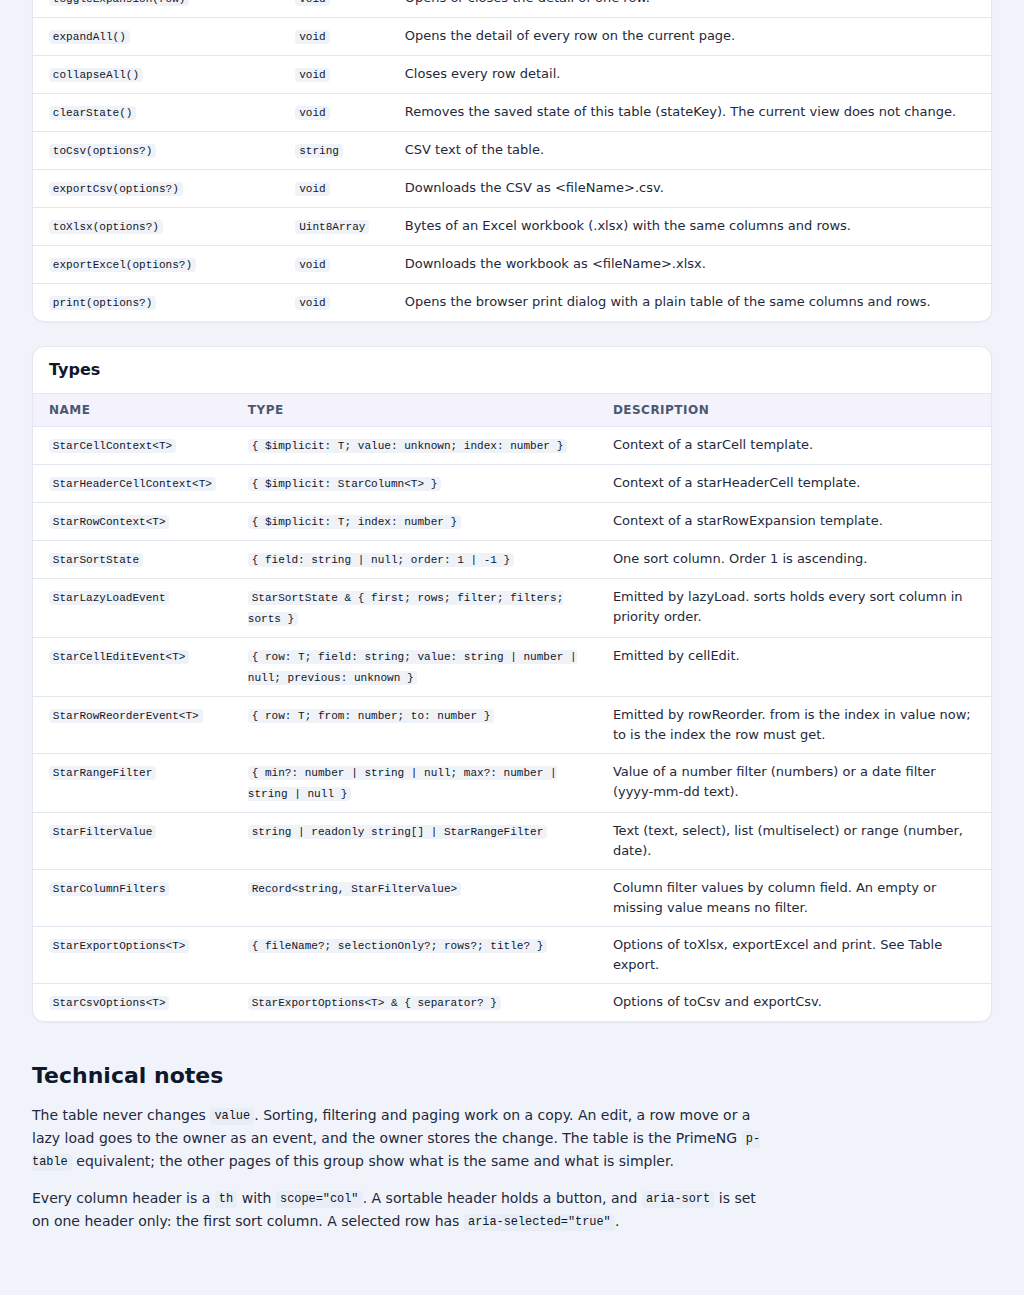 toggleExpansion(row) void Opens or closes the detail of one row.
expandAll() void Opens the detail of every row on the current page.
collapseAll() void Closes every row detail.
clearState() void Removes the saved state of this table (stateKey). The current view does not change.
toCsv(options?) string CSV text of the table.
exportCsv(options?) void Downloads the CSV as <fileName>.csv.
toXlsx(options?) Uint8Array Bytes of an Excel workbook (.xlsx) with the same columns and rows.
exportExcel(options?) void Downloads the workbook as <fileName>.xlsx.
print(options?) void Opens the browser print dialog with a plain table of the same columns and rows.
Types
NAME TYPE DESCRIPTION
StarCellContext<T> { $implicit: T; value: unknown; index: number } Context of a starCell template.
StarHeaderCellContext<T> { $implicit: StarColumn<T> } Context of a starHeaderCell template.
StarRowContext<T> { $implicit: T; index: number } Context of a starRowExpansion template.
StarSortState { field: string | null; order: 1 | -1 } One sort column. Order 1 is ascending.
StarLazyLoadEvent StarSortState & { first; rows; filter; filters; Emitted by lazyLoad. sorts holds every sort column in
sorts } priority order.
StarCellEditEvent<T> { row: T; field: string; value: string | number | Emitted by cellEdit.
null; previous: unknown }
StarRowReorderEvent<T> { row: T; from: number; to: number } Emitted by rowReorder. from is the index in value now;
to is the index the row must get.
StarRangeFilter { min?: number | string | null; max?: number | Value of a number filter (numbers) or a date filter
string | null } (yyyy-mm-dd text).
StarFilterValue string | readonly string[] | StarRangeFilter Text (text, select), list (multiselect) or range (number,
date).
StarColumnFilters Record<string, StarFilterValue> Column filter values by column field. An empty or
missing value means no filter.
StarExportOptions<T> { fileName?; selectionOnly?; rows?; title? } Options of toXlsx, exportExcel and print. See Table
export.
StarCsvOptions<T> StarExportOptions<T> & { separator? } Options of toCsv and exportCsv.
Technical notes
The table never changes value. Sorting, filtering and paging work on a copy. An edit, a row move or a
lazy load goes to the owner as an event, and the owner stores the change. The table is the PrimeNG p-
table equivalent; the other pages of this group show what is the same and what is simpler.
Every column header is a th with scope="col". A sortable header holds a button, and aria-sort is set
on one header only: the first sort column. A selected row has aria-selected="true".